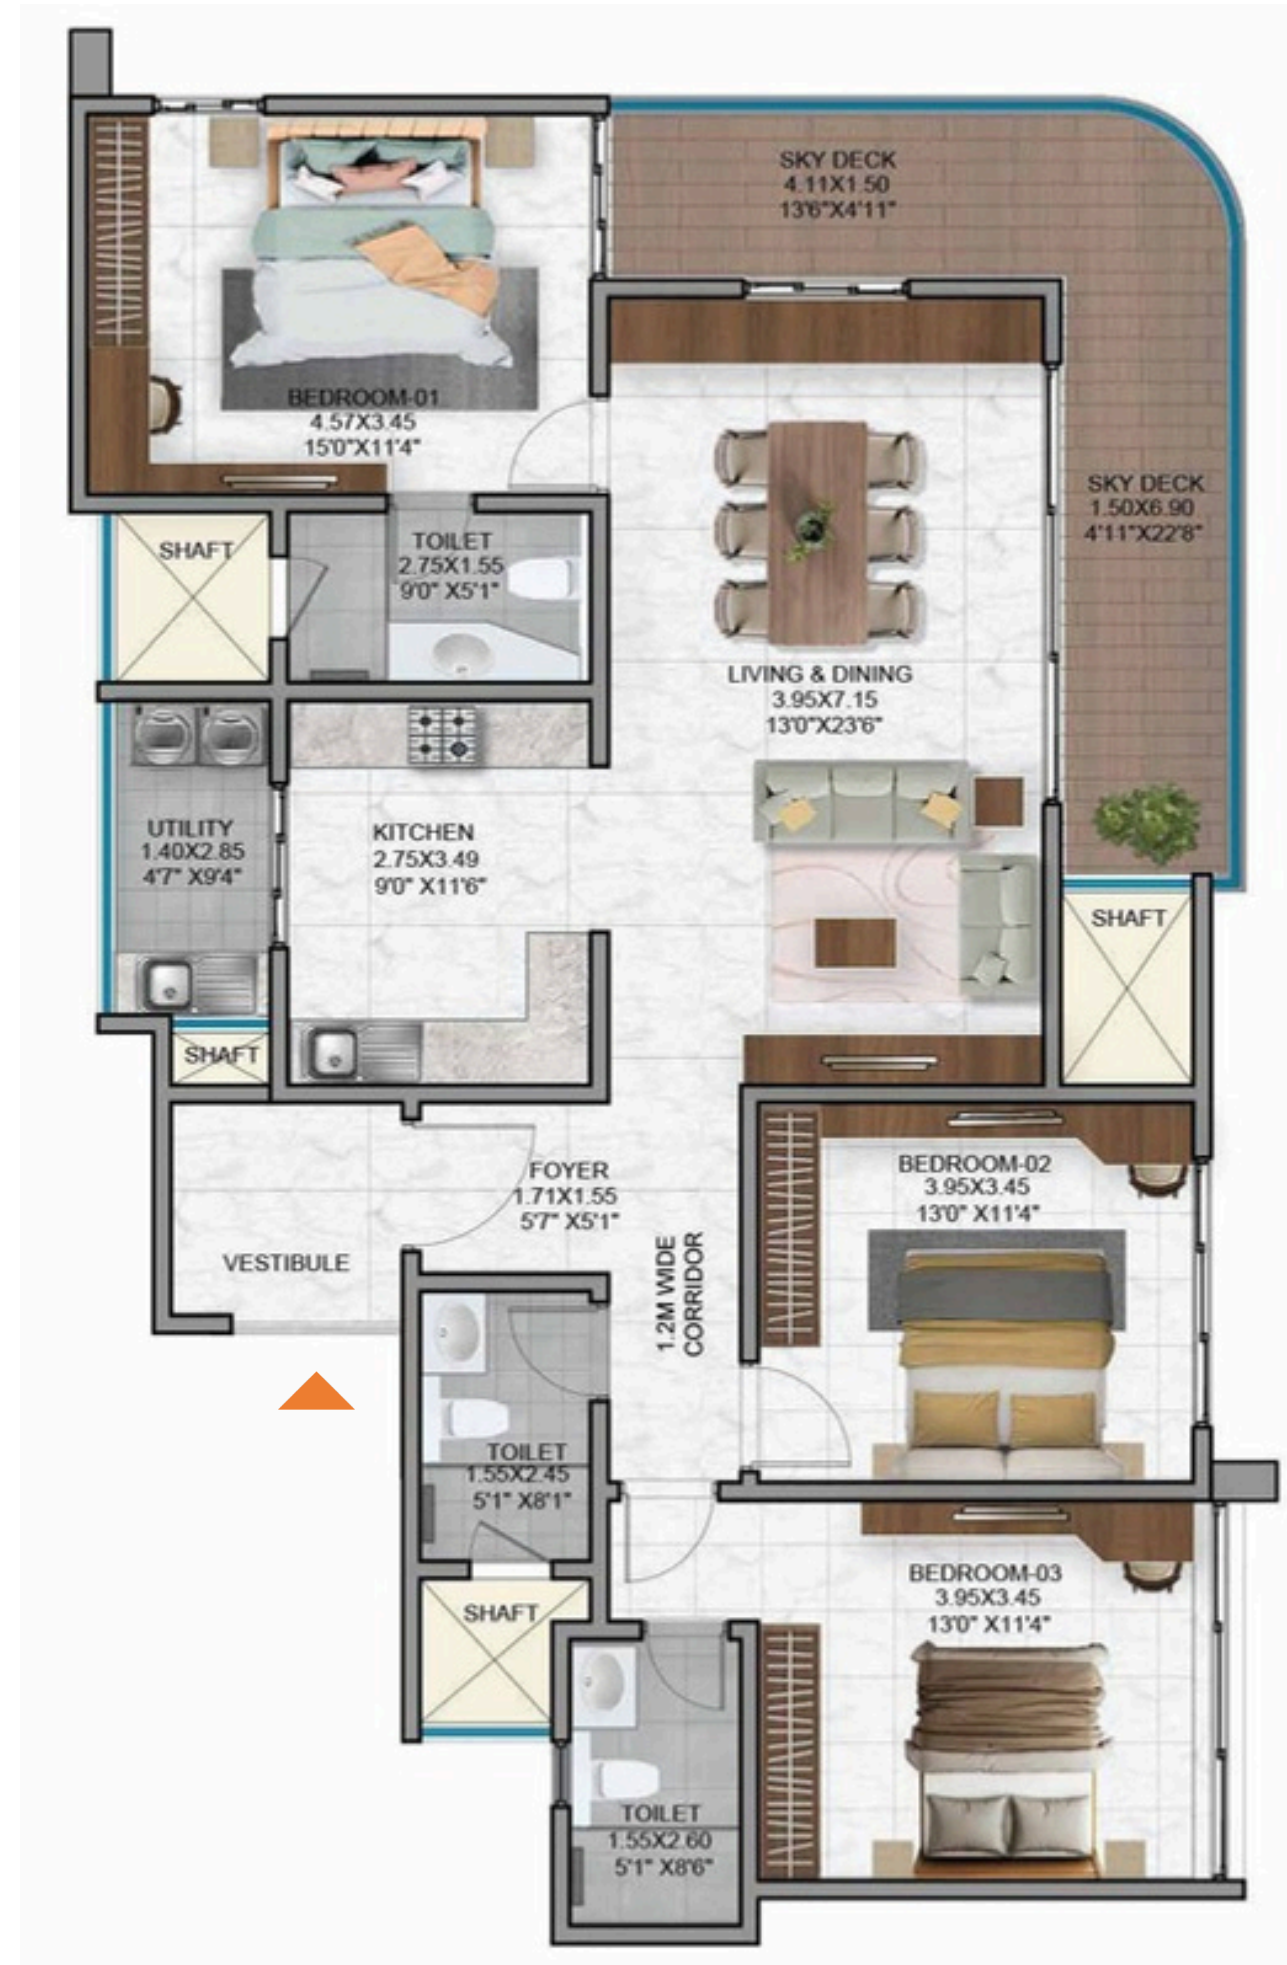 SKY DECK
4.11X1.50
13'6"X4'11"
BEDROOM-01
4.57X3.45
15'0"X11'4"
SKY DECK
1.50X6.90
4'11"X22'8"
SHAFT
TOILET
2.75X1.55
9'0" X5'1"
LIVING & DINING
3.95X7.15
13'0"X23'6"
UTILITY
1.40X2.85
4'7" X9'4"
KITCHEN
2.75X3.49
9'0" X11'6"
SHAFT
SHAFT
FOYER
1.71X1.55
5'7" X5'1"
VESTIBULE
1.2M WIDE
CORRIDOR
BEDROOM-02
3.95X3.45
13'0" X11'4"
TOILET
1.55X2.45
5'1" X8'1"
SHAFT
BEDROOM-03
3.95X3.45
13'0" X11'4"
TOILET
1.55X2.60
5'1" X8'6"